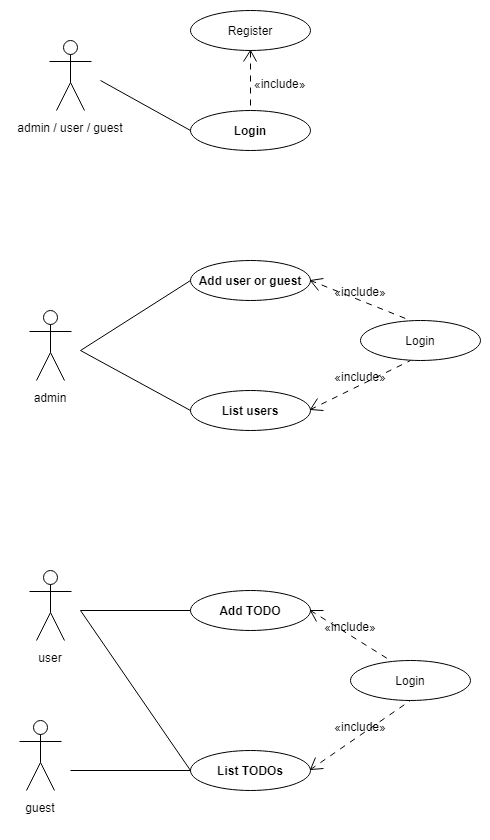 Register
«include»
admin / user / guest
Login
Add user or guest
«include»
Login
admin
«include»
List users
Add TODO
«include»
user
Login
«include»
List TODOs
guest